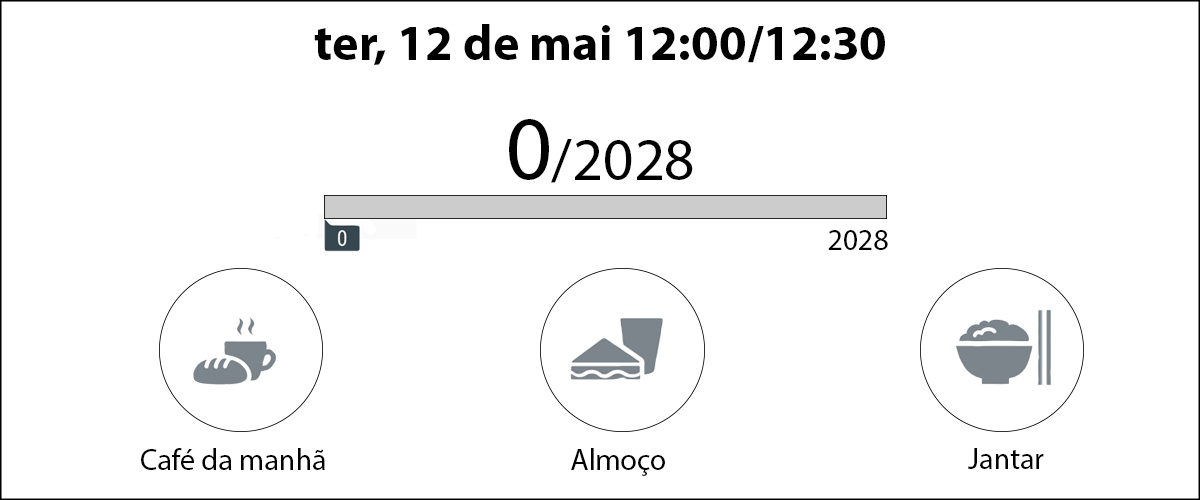 ter, 12 de mai 12:00/12:30
0/2028
0
2028
Café da manhã
Almoço
Jantar